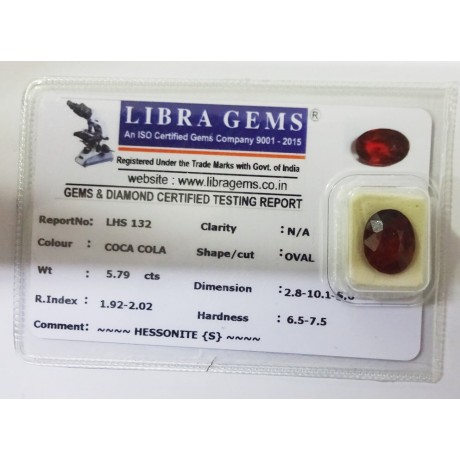 LIBRA GEMS ®
An ISO Certified Gems Company 9001 - 2015
Registered Under the Trade Marks with Govt. of India
website : www.libragems.co.in
GEMS & DIAMOND CERTIFIED TESTING REPORT
ReportNo: LHS 132 Clarity : N/A
Colour : COCA COLA Shape/cut : OVAL
Wt : 5.79 cts Dimension
R.Index : 1.92-2.02 Hardness : 6.5-7.5
Comment: ~~~~ HESSONITE {S} ~~~~